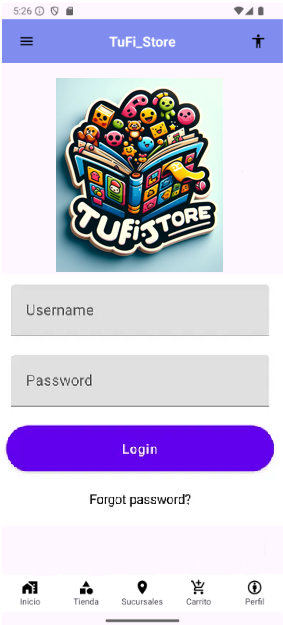 5:26
TuFi_Store
TUFI-STORE
Username
Password
Login
Forgot password?
Inicio Tienda Sucursales Carrito Perfil